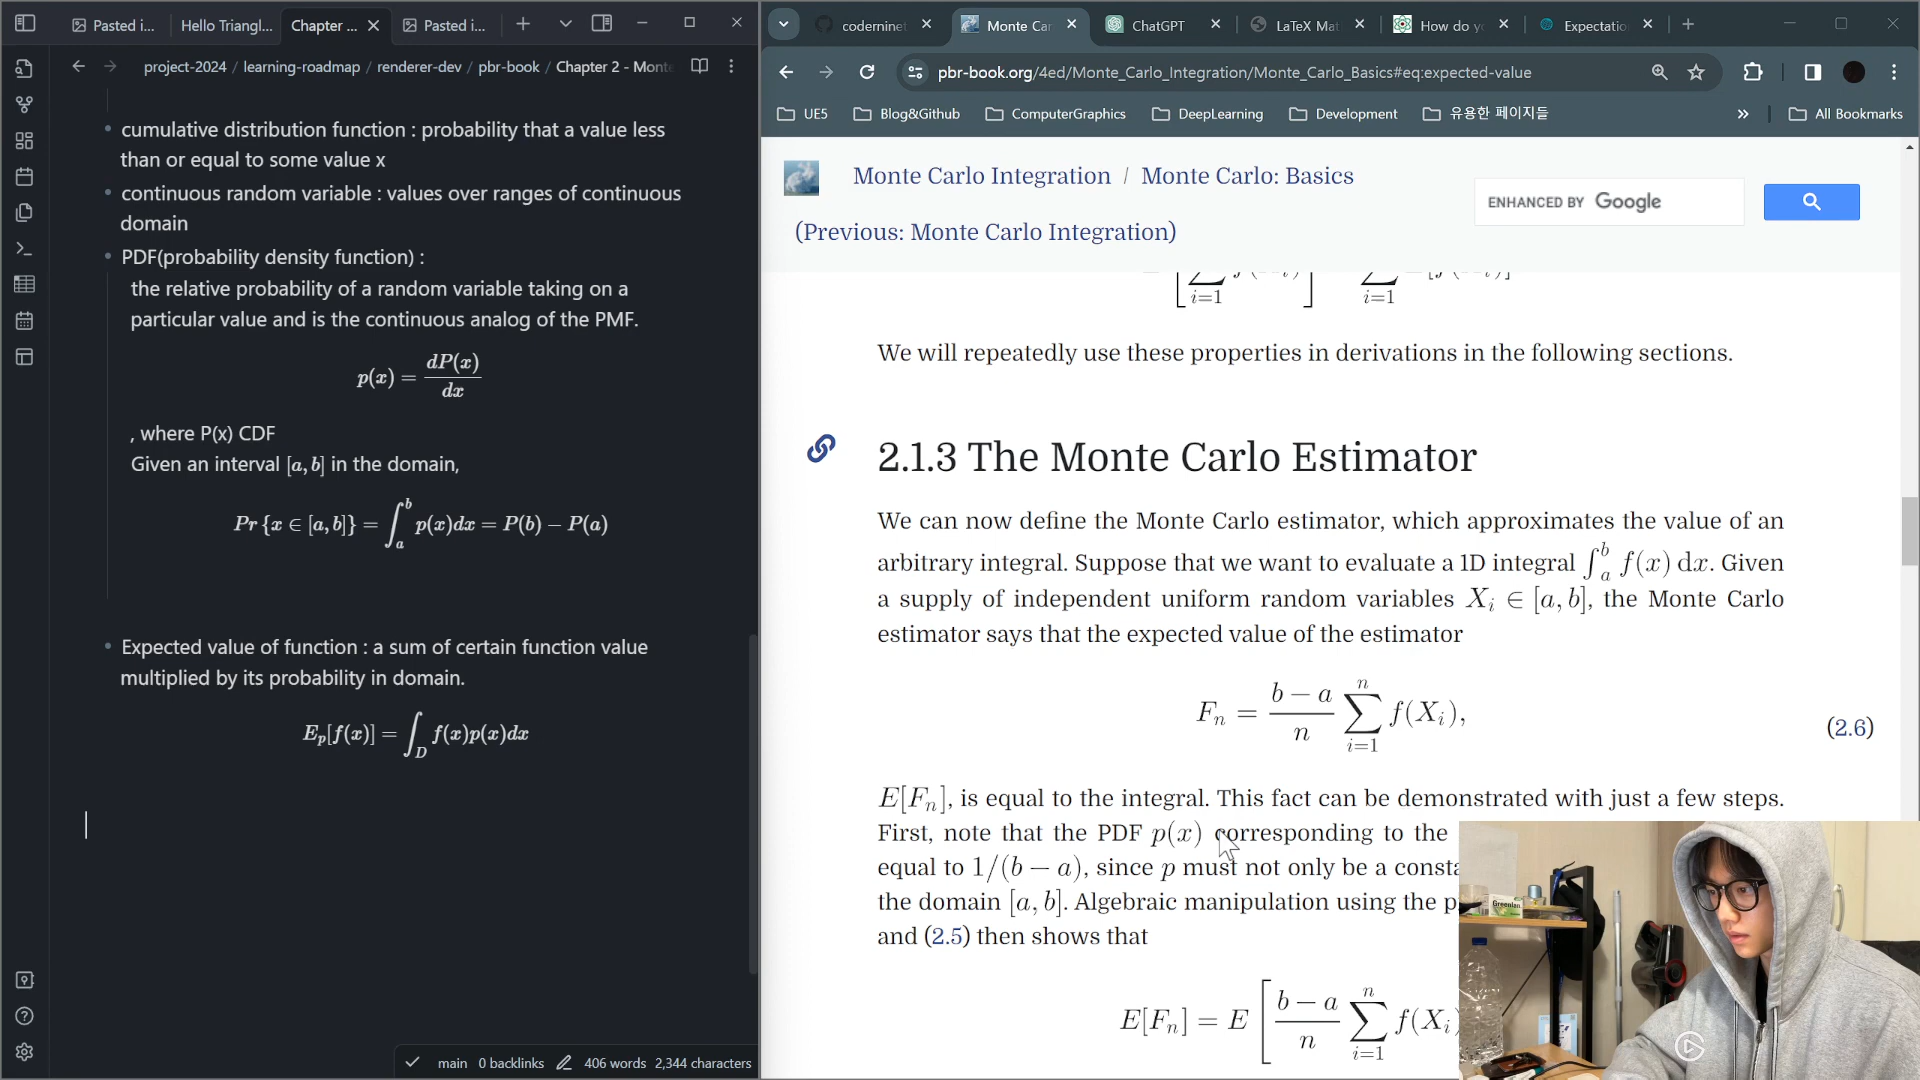 Pasted i...
Hello Triangl...
Chapter ...
Pasted i...
project-2024 / learning-roadmap / renderer-dev / pbr-book / Chapter 2 - Monte
cumulative distribution function : probability that a value less
than or equal to some value x
continuous random variable : values over ranges of continuous
domain
PDF(probability density function) :
the relative probability of a random variable taking on a
particular value and is the continuous analog of the PMF.
p(x) = dP(x)/dx
, where P(x) CDF
Given an interval [a, b] in the domain,
Pr {x ∈ [a, b]} = ∫_a^b p(x)dx = P(b) − P(a)
Expected value of function : a sum of certain function value
multiplied by its probability in domain.
E_p[f(x)] = ∫_D f(x)p(x)dx
main 0 backlinks 406 words 2,344 characters
coderninet
Monte Car
ChatGPT
LaTeX Mat
How do yo
Expectatio
pbr-book.org/4ed/Monte_Carlo_Integration/Monte_Carlo_Basics#eq:expected-value
UE5
Blog&Github
ComputerGraphics
DeepLearning
Development
유용한 페이지들
»
All Bookmarks
Monte Carlo Integration / Monte Carlo: Basics
ENHANCED BY Google
(Previous: Monte Carlo Integration)
We will repeatedly use these properties in derivations in the following sections.
2.1.3 The Monte Carlo Estimator
We can now define the Monte Carlo estimator, which approximates the value of an
arbitrary integral. Suppose that we want to evaluate a 1D integral ∫_a^b f(x) dx. Given
a supply of independent uniform random variables X_i ∈ [a, b], the Monte Carlo
estimator says that the expected value of the estimator
F_n = (b − a)/n ∑_{i=1}^n f(X_i),
(2.6)
E[F_n], is equal to the integral. This fact can be demonstrated with just a few steps.
First, note that the PDF p(x) corresponding to the
equal to 1/(b − a), since p must not only be a consta
the domain [a, b]. Algebraic manipulation using the p
and (2.5) then shows that
E[F_n] = E [ (b − a)/n ∑_{i=1}^n f(X_i)